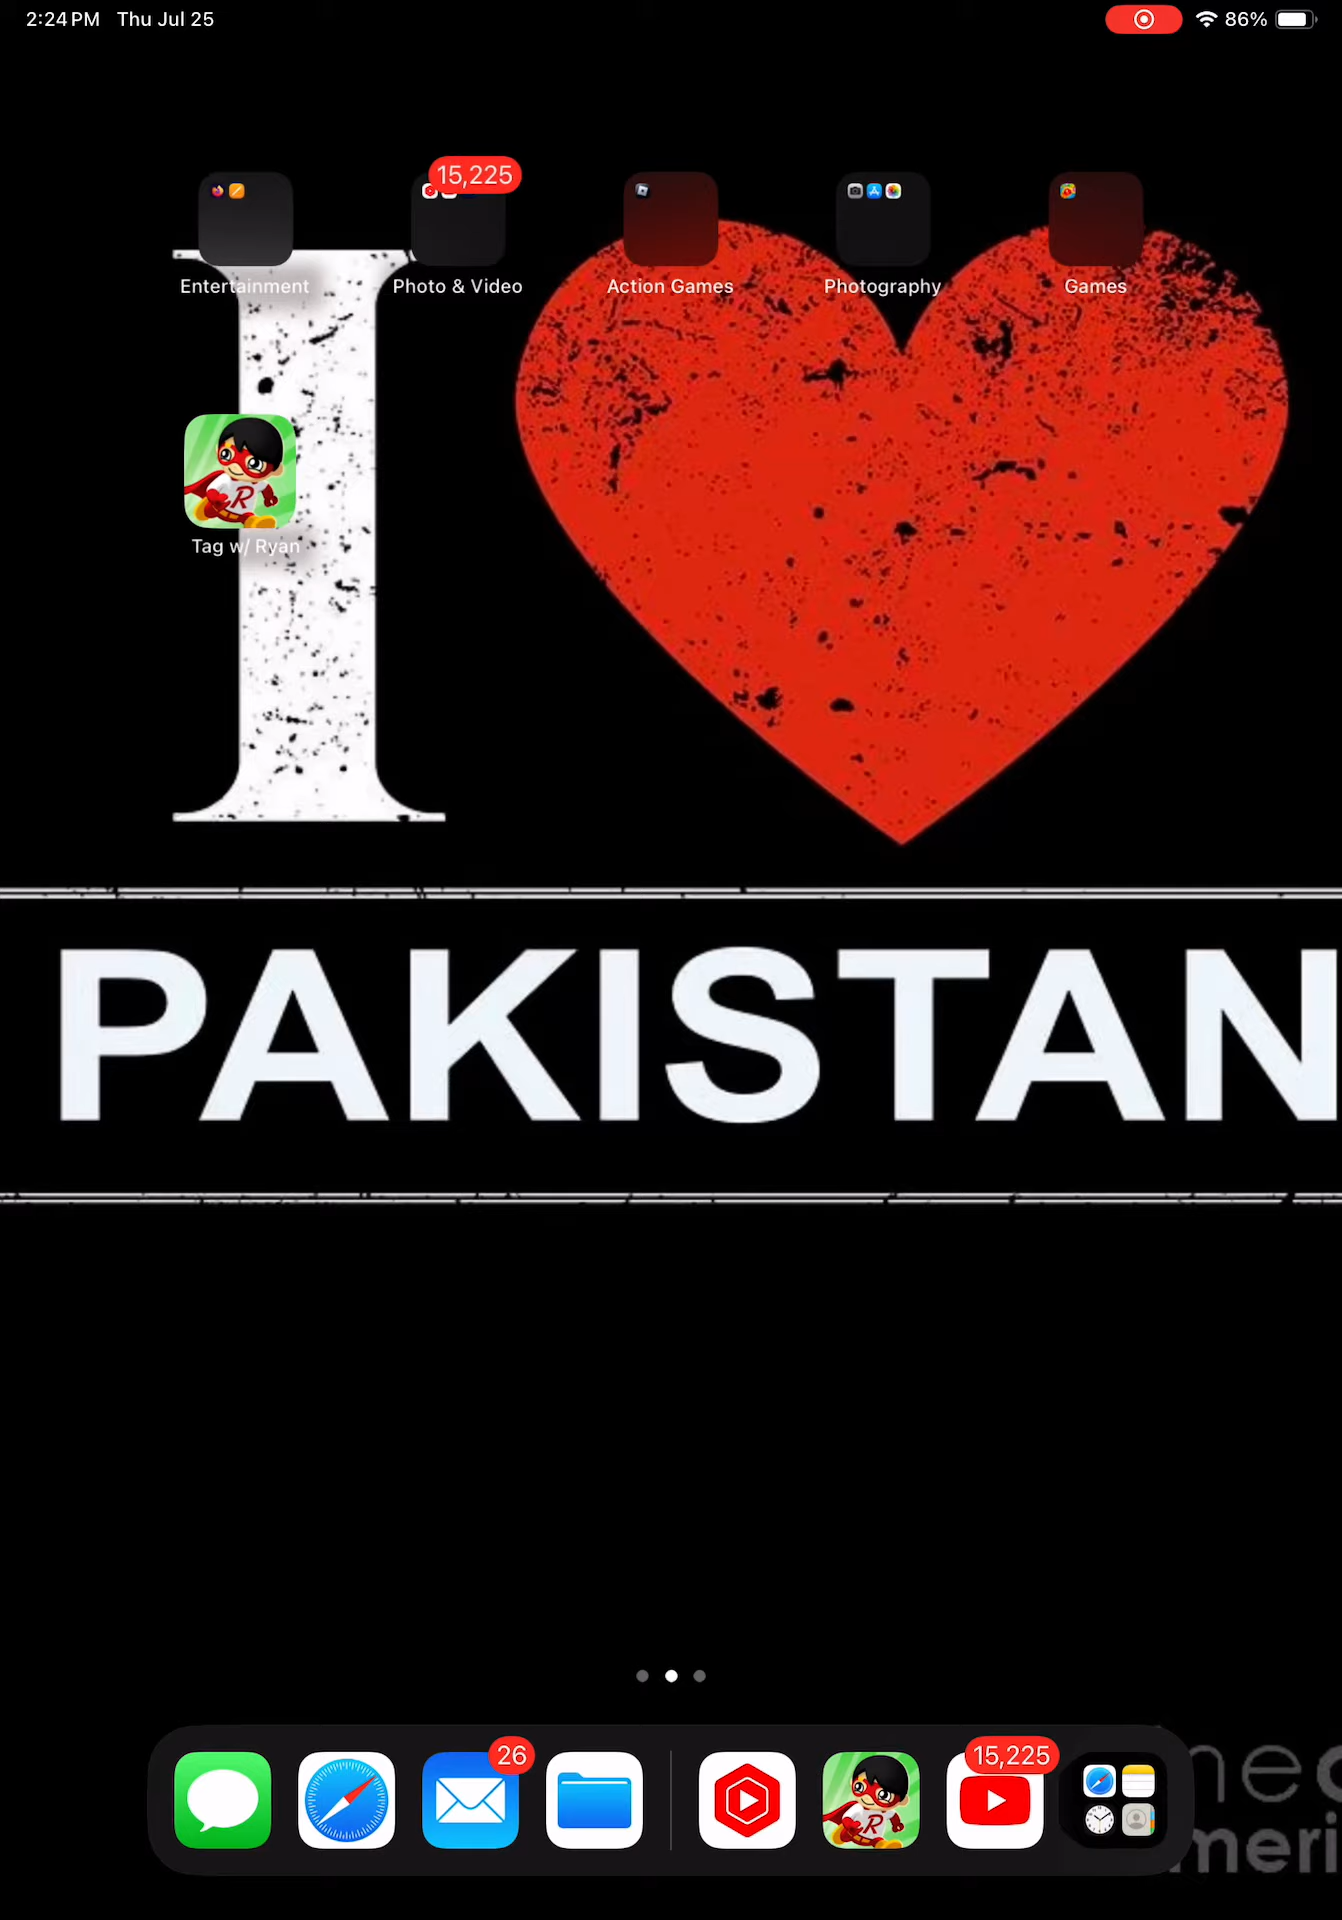 2:24 PM Thu Jul 25
86%
15,225
Entertainment
Photo & Video
Action Games
Photography
Games
I
R
Tag w/ Ryan
PAKISTAN
26
R
15,225
meri